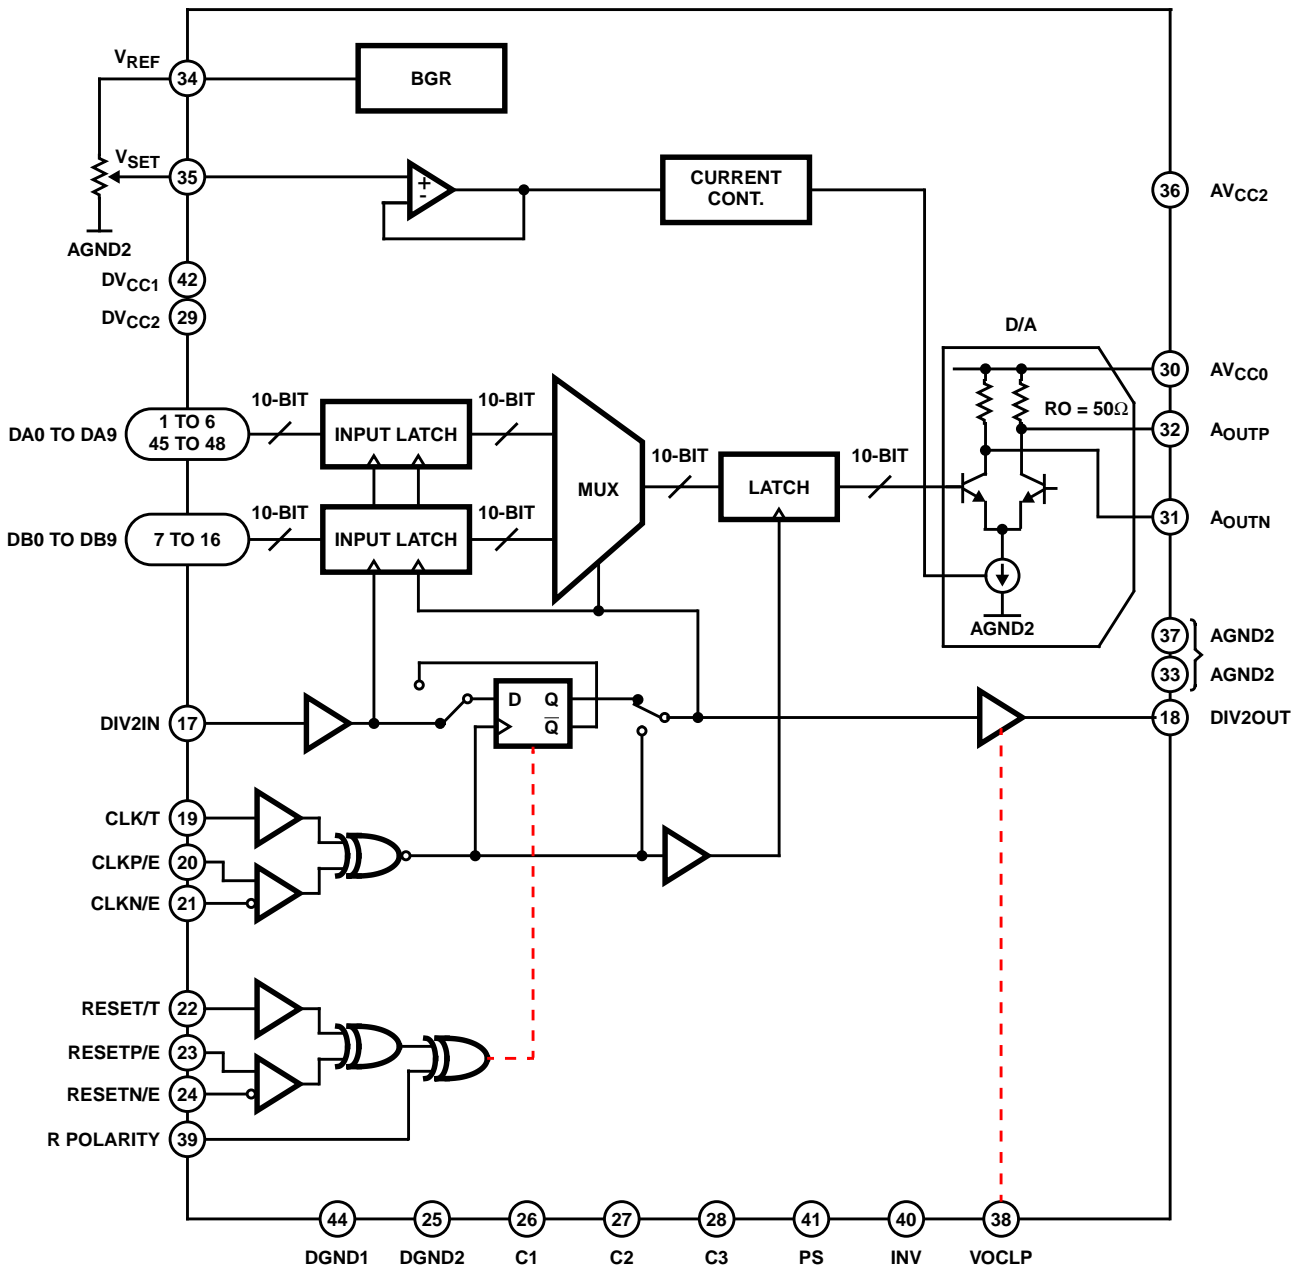 VREF
34
BGR
VSET
35
+
-
CURRENT
CONT.
36
AVCC2
AGND2
DVCC1
42
DVCC2
29
D/A
30
AVCC0
RO = 50Ω
32
AOUTP
DA0 TO DA9
1 TO 6
45 TO 48
10-BIT
INPUT LATCH
10-BIT
MUX
10-BIT
LATCH
10-BIT
31
AOUTN
DB0 TO DB9
7 TO 16
10-BIT
INPUT LATCH
10-BIT
AGND2
37
AGND2
33
AGND2
DIV2IN
17
D
Q
Q̅
18
DIV2OUT
CLK/T
19
CLKP/E
20
CLKN/E
21
RESET/T
22
RESETP/E
23
RESETN/E
24
R POLARITY
39
44
25
26
27
28
41
40
38
DGND1
DGND2
C1
C2
C3
PS
INV
VOCLP